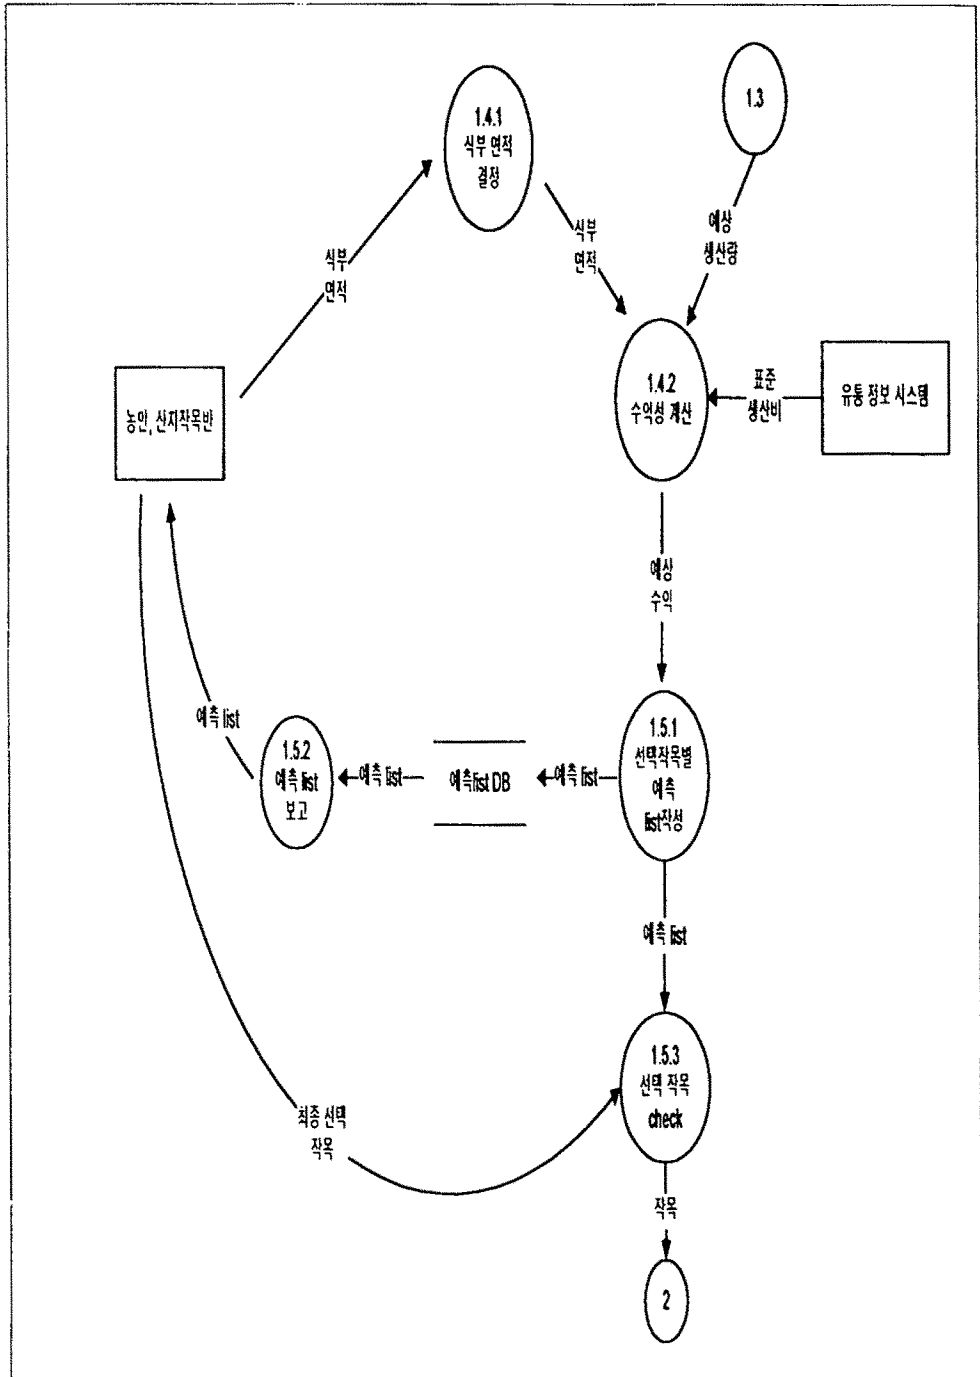 1.3
1.4.1
식부 면적
결정
예상
생산량
식부
면적
식부
면적
1.4.2
수익성 계산
표준
생산비
유통 정보 시스템
농안, 산지작목반
예상
수익
예측 list
1.5.2
예측 list
보고
예측 list
예측list DB
예측 list
1.5.1
선택작목별
예측
list작성
예측 list
1.5.3
선택 작목
check
최종 선택
작목
작목
2